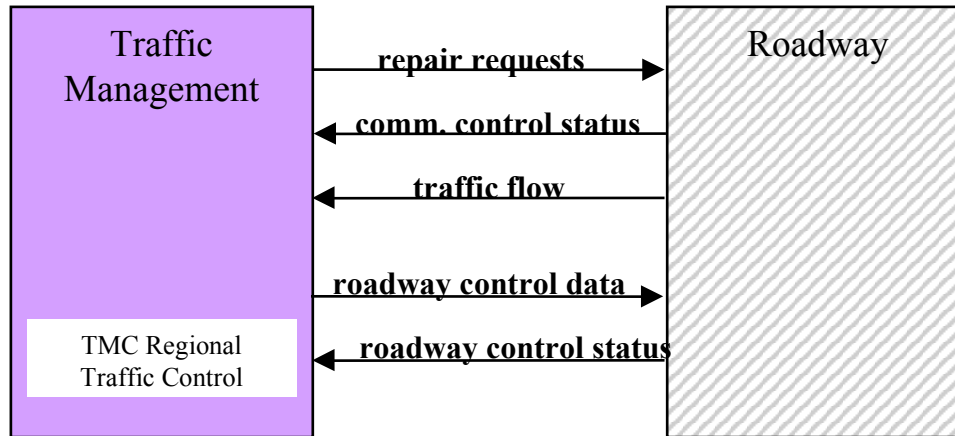 Traffic
Management
Roadway
repair requests
comm. control status
traffic flow
roadway control data
roadway control status
TMC Regional
Traffic Control